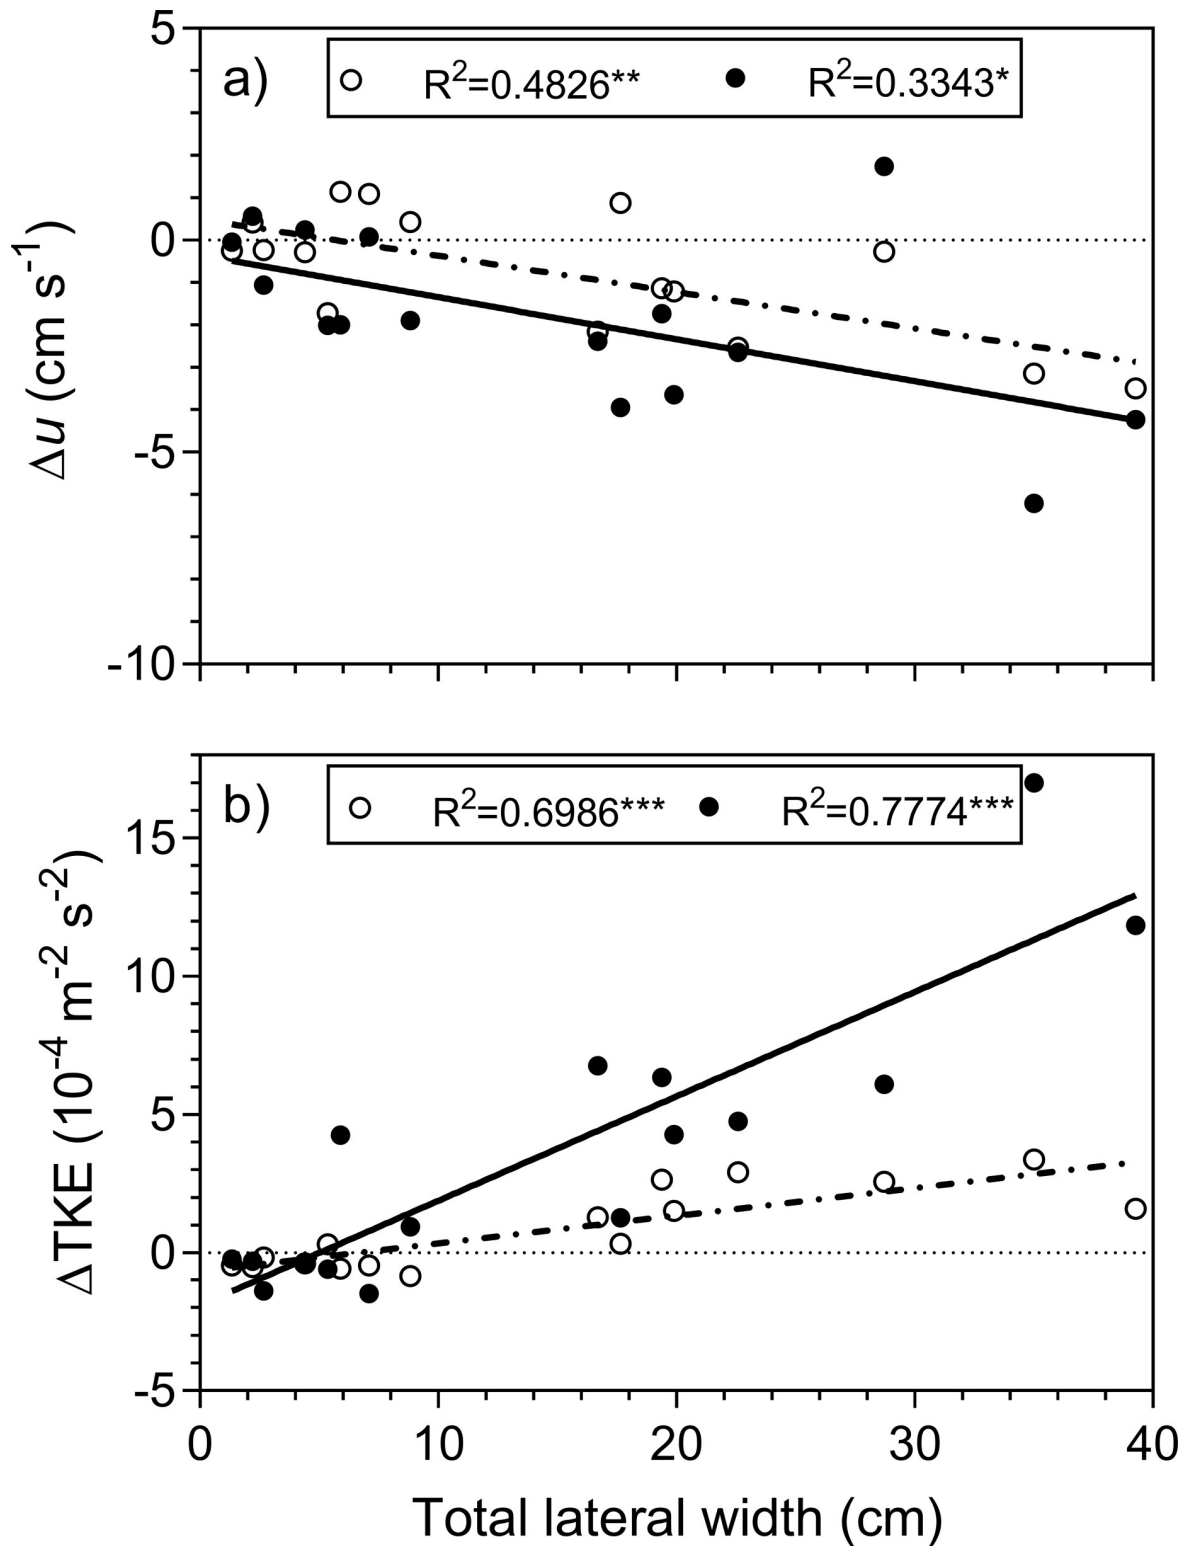 a)
R²=0.4826** R²=0.3343*
5
0
-5
-10
Δu (cm s⁻¹)
b)
R²=0.6986*** R²=0.7774***
15
10
5
0
-5
ΔTKE (10⁻⁴ m⁻² s⁻²)
0 10 20 30 40
Total lateral width (cm)